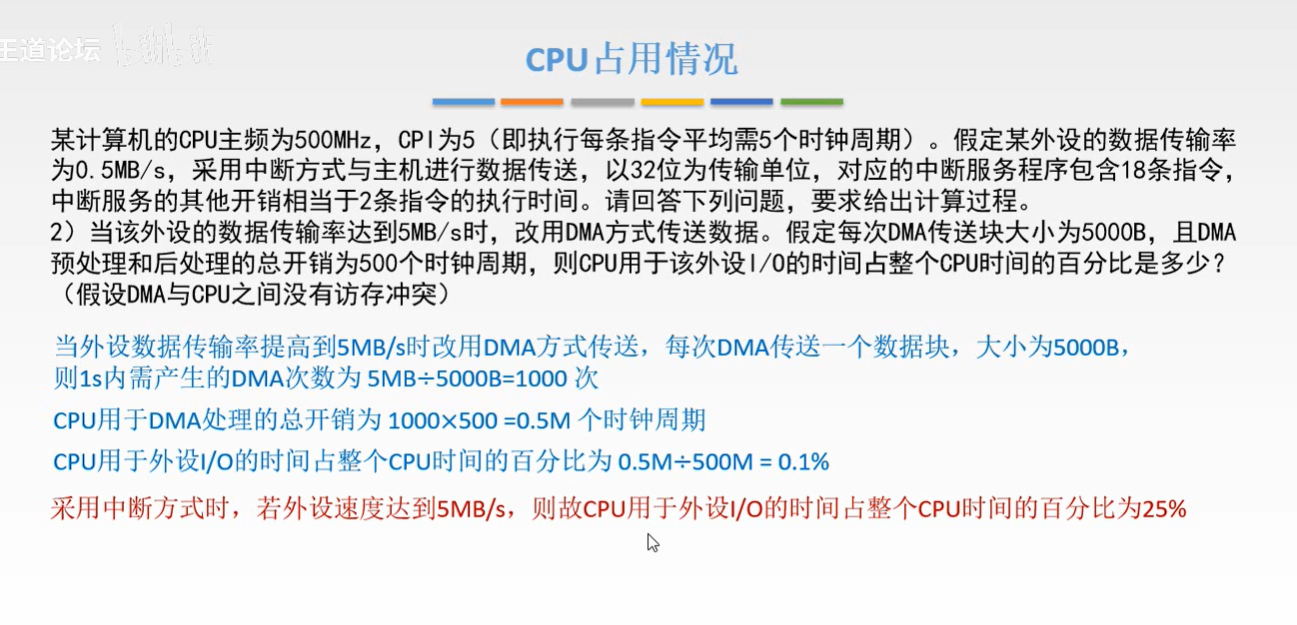 王道论坛
CPU占用情况
某计算机的CPU主频为500MHz，CPI为5（即执行每条指令平均需5个时钟周期）。假定某外设的数据传输率
为0.5MB/s，采用中断方式与主机进行数据传送，以32位为传输单位，对应的中断服务程序包含18条指令，
中断服务的其他开销相当于2条指令的执行时间。请回答下列问题，要求给出计算过程。
2）当该外设的数据传输率达到5MB/s时，改用DMA方式传送数据。假定每次DMA传送块大小为5000B，且DMA
预处理和后处理的总开销为500个时钟周期，则CPU用于该外设I/O的时间占整个CPU时间的百分比是多少？
（假设DMA与CPU之间没有访存冲突）
当外设数据传输率提高到5MB/s时改用DMA方式传送，每次DMA传送一个数据块，大小为5000B，
则1s内需产生的DMA次数为 5MB÷5000B=1000 次
CPU用于DMA处理的总开销为 1000×500 =0.5M 个时钟周期
CPU用于外设I/O的时间占整个CPU时间的百分比为 0.5M÷500M = 0.1%
采用中断方式时，若外设速度达到5MB/s，则故CPU用于外设I/O的时间占整个CPU时间的百分比为25%